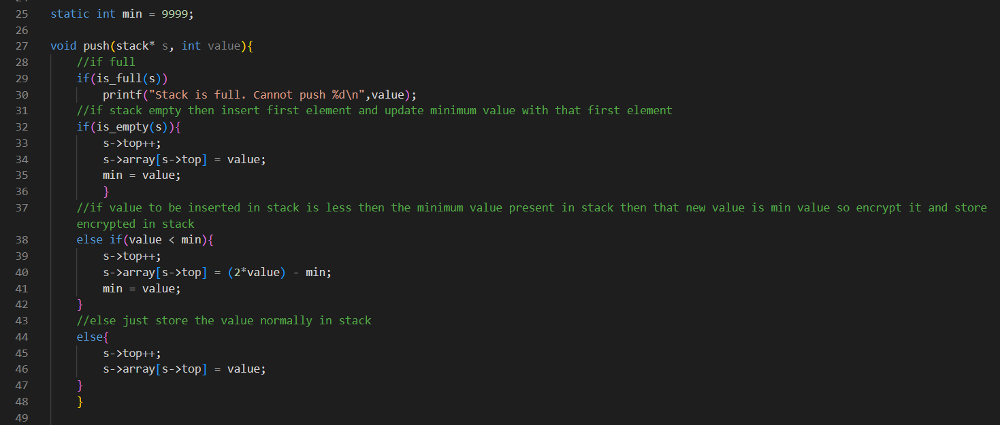 25 static int min = 9999;
26
27 void push(stack* s, int value){
28 //if full
29 if(is_full(s))
30 printf("Stack is full. Cannot push %d\n",value);
31 //if stack empty then insert first element and update minimum value with that first element
32 if(is_empty(s)){
33 s->top++;
34 s->array[s->top] = value;
35 min = value;
36 }
37 //if value to be inserted in stack is less then the minimum value present in stack then that new value is min value so encrypt it and store
encrypted in stack
38 else if(value < min){
39 s->top++;
40 s->array[s->top] = (2*value) - min;
41 min = value;
42 }
43 //else just store the value normally in stack
44 else{
45 s->top++;
46 s->array[s->top] = value;
47 }
48 }
49